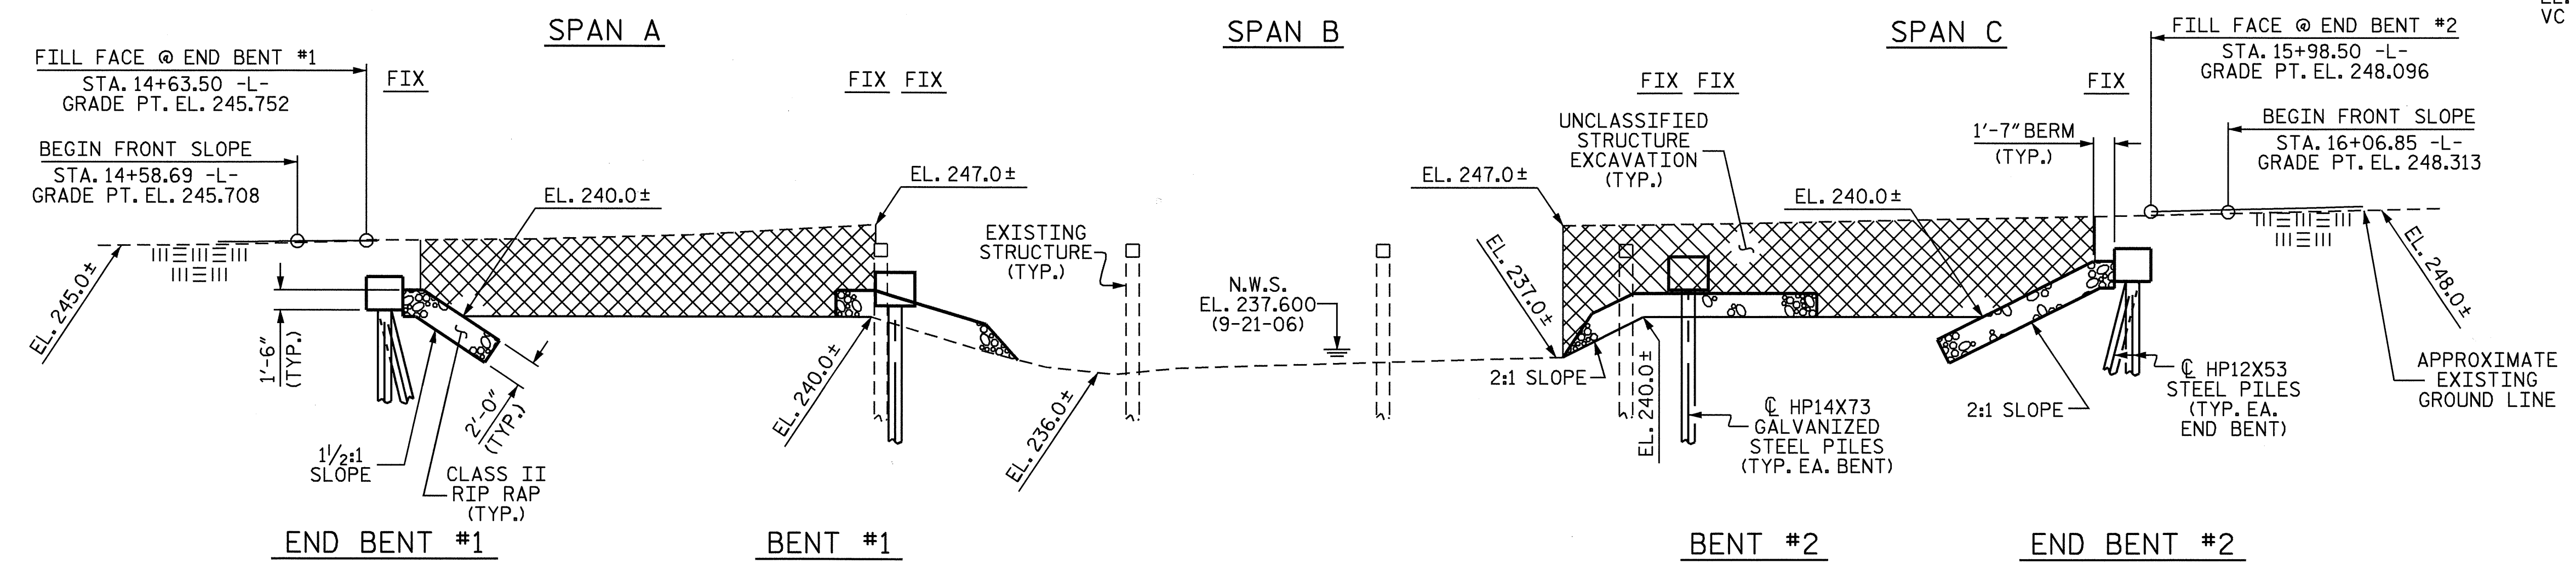 SPAN A
SPAN B
SPAN C
VC
FILL FACE @ END BENT #1
STA. 14+63.50 -L-
GRADE PT. EL. 245.752
FIX
FIX FIX
FIX FIX
FIX
FILL FACE @ END BENT #2
STA. 15+98.50 -L-
GRADE PT. EL. 248.096
BEGIN FRONT SLOPE
STA. 14+58.69 -L-
GRADE PT. EL. 245.708
BEGIN FRONT SLOPE
STA. 16+06.85 -L-
GRADE PT. EL. 248.313
UNCLASSIFIED
STRUCTURE
EXCAVATION
(TYP.)
1'-7" BERM
(TYP.)
EL. 240.0±
EL. 247.0±
EL. 247.0±
EL. 240.0±
EXISTING
STRUCTURE
(TYP.)
N.W.S.
EL. 237.600
(9-21-06)
EL. 245.0±
1'-6"
(TYP.)
2'-0"
(TYP.)
1 1/2:1
SLOPE
CLASS II
RIP RAP
(TYP.)
EL. 240.0±
EL. 236.0±
EL. 237.0±
2:1 SLOPE
EL. 240.0±
℄ HP14X73
GALVANIZED
STEEL PILES
(TYP. EA. BENT)
2:1 SLOPE
℄ HP12X53
STEEL PILES
(TYP. EA.
END BENT)
EL. 248.0±
APPROXIMATE
EXISTING
GROUND LINE
END BENT #1
BENT #1
BENT #2
END BENT #2